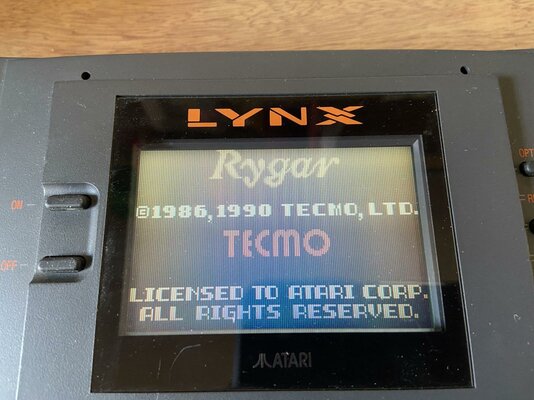 LYNX
Rygar
©1986,1990 TECMO,LTD.
TECMO
LICENSED TO ATARI CORP.
ALL RIGHTS RESERVED.
ATARI
ON
OFF